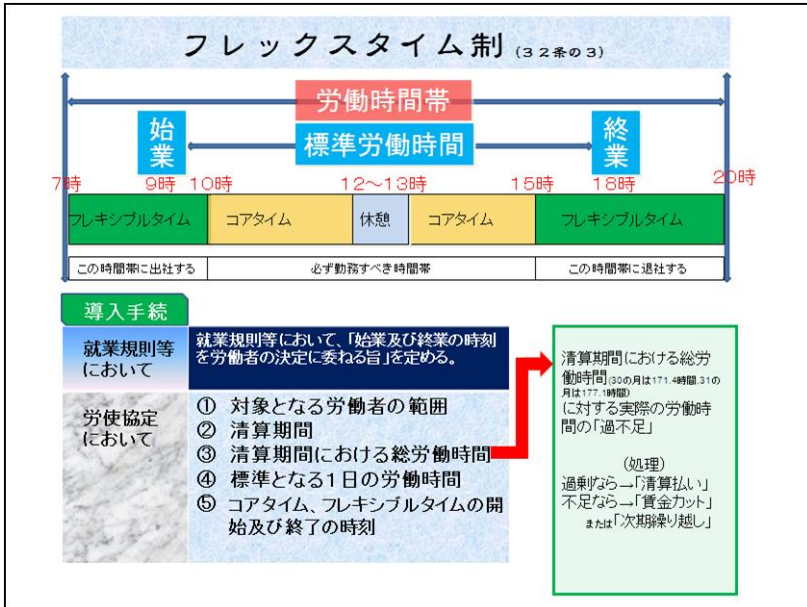 フレックスタイム制(32条の3)
労働時間帯
始業
標準労働時間
終業
7時
9時
10時
12～13時
15時
18時
20時
フレキシブルタイム
コアタイム
休憩
コアタイム
フレキシブルタイム
この時間帯に出社する
必ず勤務すべき時間帯
この時間帯に退社する
導入手続
就業規則等
において
就業規則等において、「始業及び終業の時刻
を労働者の決定に委ねる旨」を定める。
労使協定
において
① 対象となる労働者の範囲
② 清算期間
③ 清算期間における総労働時間
④ 標準となる1日の労働時間
⑤ コアタイム、フレキシブルタイムの開
始及び終了の時刻
清算期間における総労
働時間(30の月は171.4時間.31の
月は177.1時間)
に対する実際の労働時
間の「過不足」
(処理)
過剰なら→「清算払い」
不足なら→「賃金カット」
または「次期繰り越し」